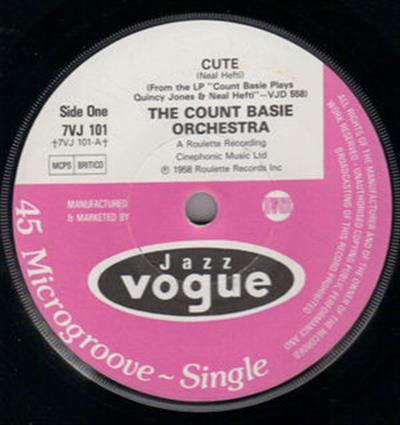 CUTE
(Neal Hefti)
(From the LP "Count Basie Plays
Quincy Jones & Neal Hefti"—VJD 558)
Side One
7VJ 101
†7VJ 101-A†
MCPS BRITICO
THE COUNT BASIE
ORCHESTRA
A Roulette Recording
Cinephonic Music Ltd
℗ 1958 Roulette Records Inc
MANUFACTURED
& MARKETED BY
Jazz
vogue
45 Microgroove ~ Single
ALL RIGHTS OF THE MANUFACTURER AND OF THE OWNER OF THE RECORDED
WORK RESERVED - UNAUTHORISED COPYING PUBLIC PERFORMANCE AND
BROADCASTING OF THIS RECORD PROHIBITED